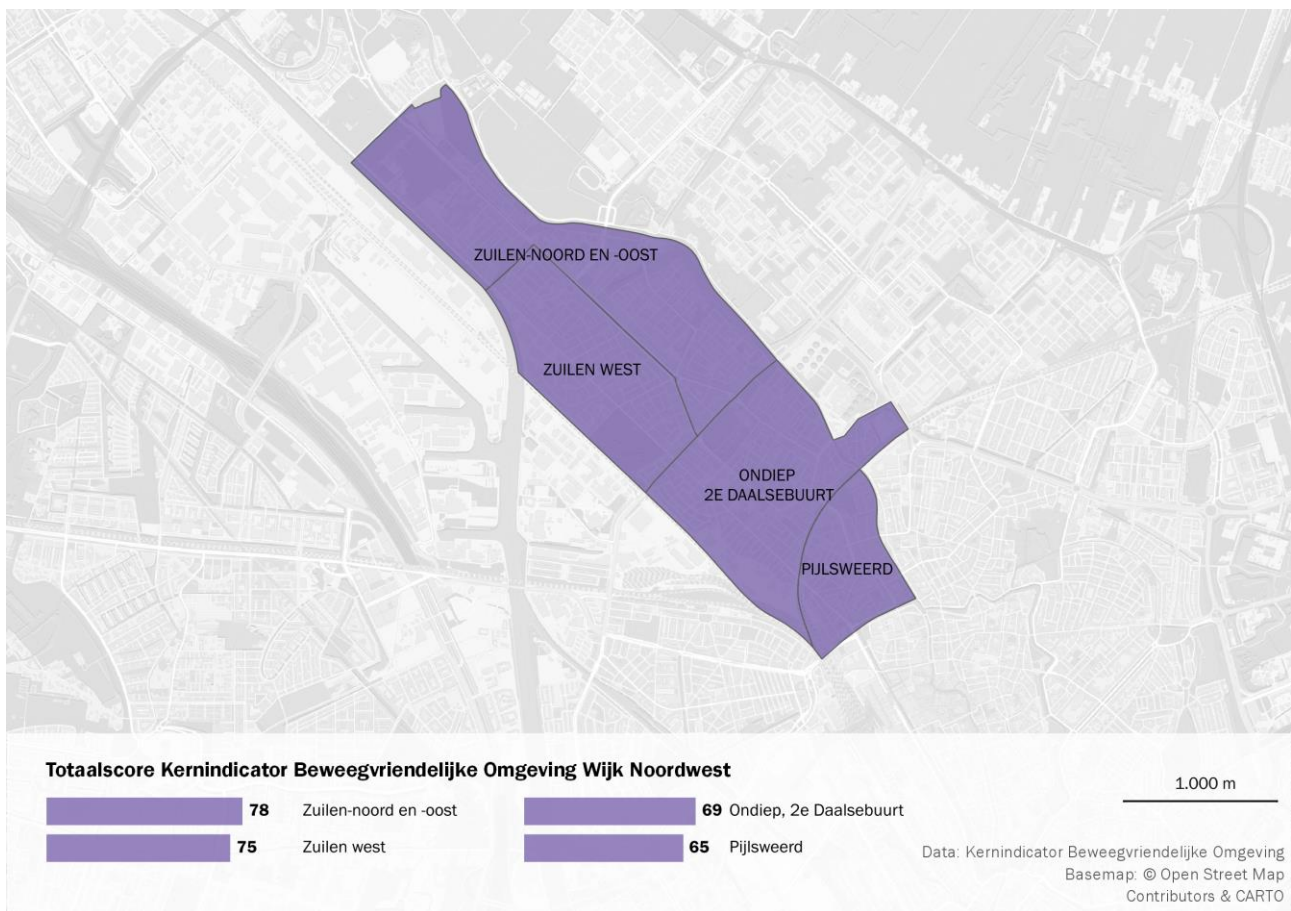 ZUILEN-NOORD EN -OOST
ZUILEN WEST
ONDIEP
2E DAALSEBUURT
PIJLSWEERD
Totaalscore Kernindicator Beweegvriendelijke Omgeving Wijk Noordwest
78 Zuilen-noord en -oost
75 Zuilen west
69 Ondiep, 2e Daalsebuurt
65 Pijlsweerd
1.000 m
Data: Kernindicator Beweegvriendelijke Omgeving
Basemap: © Open Street Map
Contributors & CARTO